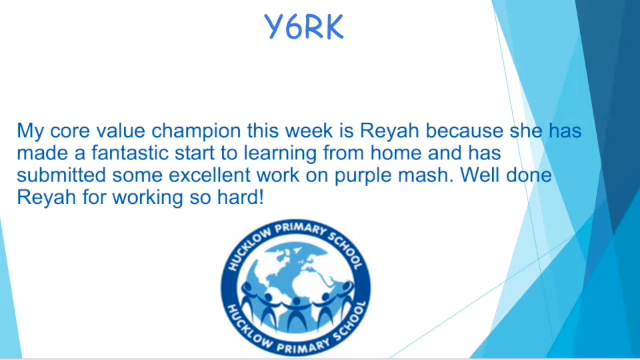 Y6RK
My core value champion this week is Reyah because she has
made a fantastic start to learning from home and has
submitted some excellent work on purple mash. Well done
Reyah for working so hard!
HUCKLOW PRIMARY SCHOOL
HUCKLOW PRIMARY SCHOOL